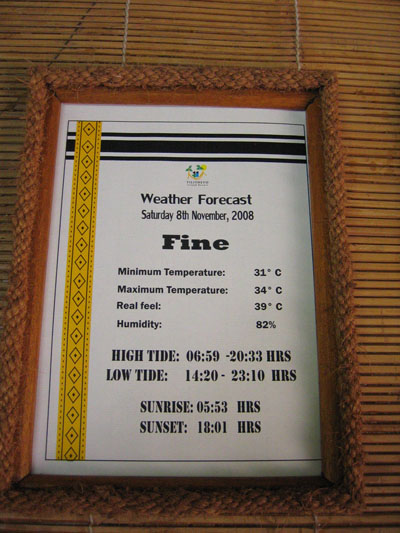 Weather Forecast
Saturday 8th November, 2008
Fine
Minimum Temperature: 31° C
Maximum Temperature: 34° C
Real feel: 39° C
Humidity: 82%
HIGH TIDE: 06:59 -20:33 HRS
LOW TIDE: 14:20 - 23:10 HRS
SUNRISE: 05:53 HRS
SUNSET: 18:01 HRS